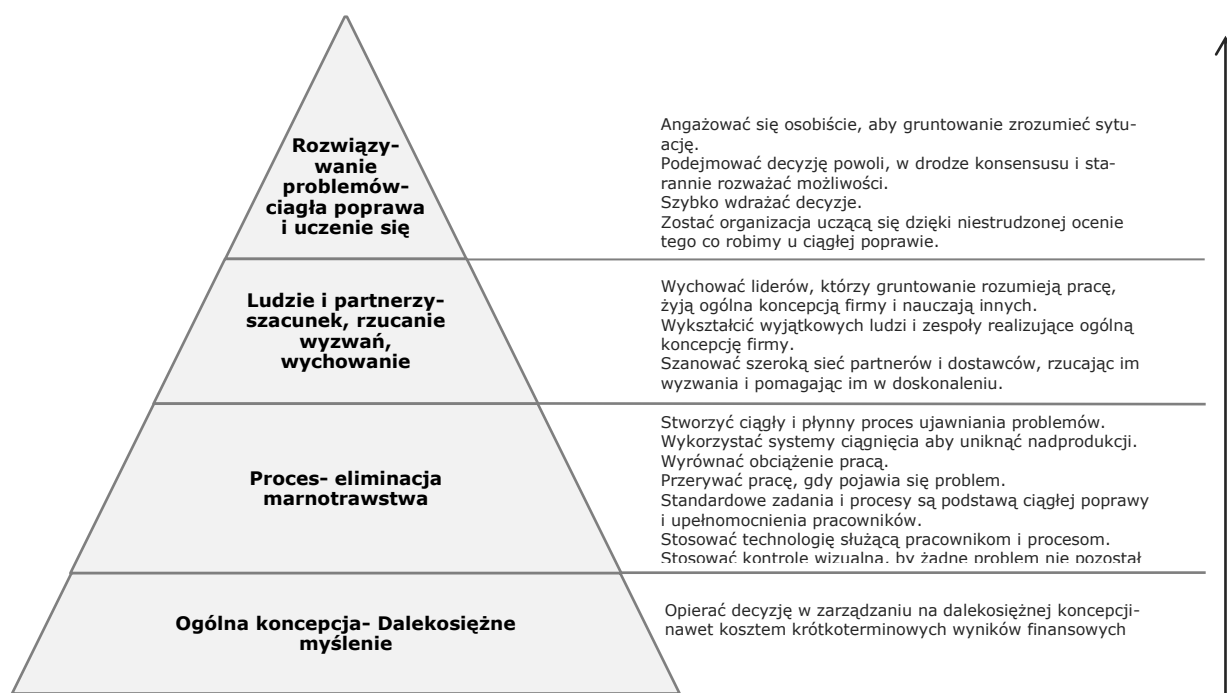 Rozwiązy-
wanie
problemów-
ciagła poprawa
i uczenie się
Angażować się osobiście, aby gruntowanie zrozumieć sytu-
ację.
Podejmować decyzję powoli, w drodze konsensusu i sta-
rannie rozważać możliwości.
Szybko wdrażać decyzje.
Zostać organizacja uczącą się dzięki niestrudzonej ocenie
tego co robimy u ciągłej poprawie.
Ludzie i partnerzy-
szacunek, rzucanie
wyzwań,
wychowanie
Wychować liderów, którzy gruntowanie rozumieją pracę,
żyją ogólna koncepcją firmy i nauczają innych.
Wykształcić wyjątkowych ludzi i zespoły realizujące ogólną
koncepcję firmy.
Szanować szeroką sieć partnerów i dostawców, rzucając im
wyzwania i pomagając im w doskonaleniu.
Proces- eliminacja
marnotrawstwa
Stworzyć ciągły i płynny proces ujawniania problemów.
Wykorzystać systemy ciągnięcia aby uniknąć nadprodukcji.
Wyrównać obciążenie pracą.
Przerywać pracę, gdy pojawia się problem.
Standardowe zadania i procesy są podstawą ciągłej poprawy
i upełnomocnienia pracowników.
Stosować technologię służącą pracownikom i procesom.
Stosować kontrole wizualna, by żadne problem nie pozostał
Ogólna koncepcja- Dalekosiężne
myślenie
Opierać decyzję w zarządzaniu na dalekosiężnej koncepcji-
nawet kosztem krótkoterminowych wyników finansowych